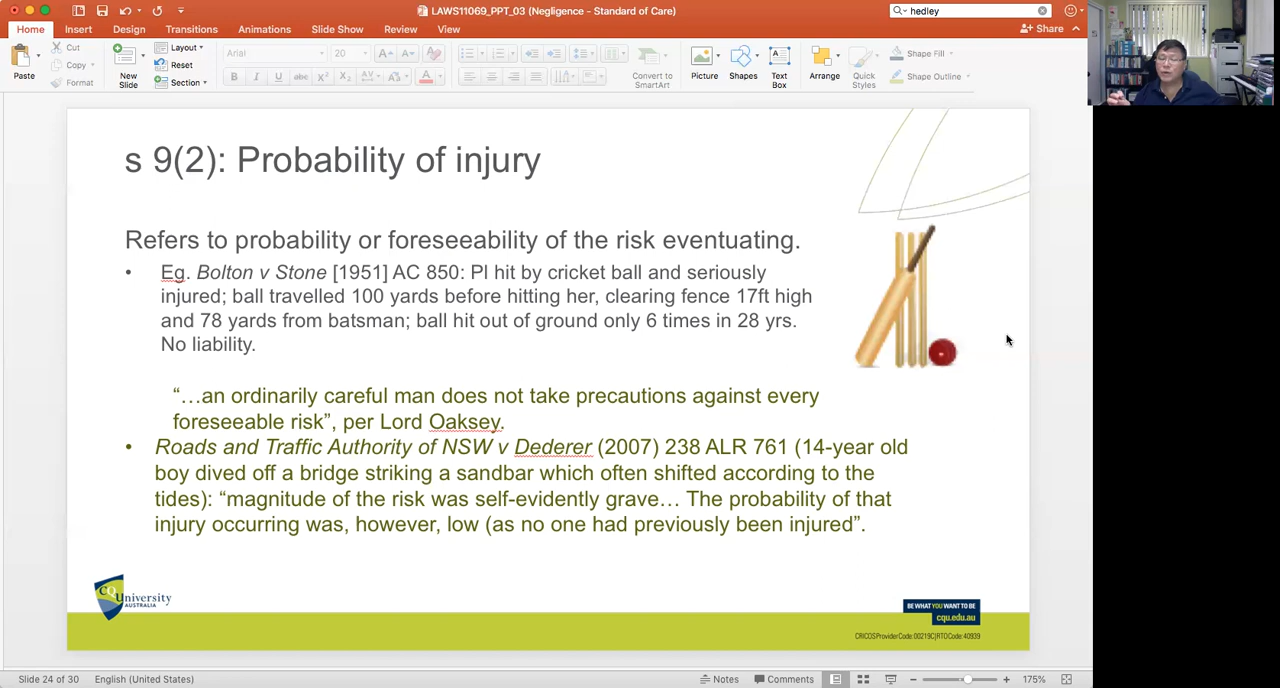 LAWS11069_PPT_03 (Negligence - Standard of Care)
hedley
Home Insert Design Transitions Animations Slide Show Review View
Share
Paste
Cut
Copy
Format
New Slide
Layout
Reset
Section
Arial
20
Convert to SmartArt
Picture
Shapes
Text Box
Arrange
Quick Styles
Shape Fill
Shape Outline
s 9(2): Probability of injury
Refers to probability or foreseeability of the risk eventuating.
• Eg. Bolton v Stone [1951] AC 850: Pl hit by cricket ball and seriously
injured; ball travelled 100 yards before hitting her, clearing fence 17ft high
and 78 yards from batsman; ball hit out of ground only 6 times in 28 yrs.
No liability.
“…an ordinarily careful man does not take precautions against every
foreseeable risk”, per Lord Oaksey.
• Roads and Traffic Authority of NSW v Dederer (2007) 238 ALR 761 (14-year old
boy dived off a bridge striking a sandbar which often shifted according to the
tides): “magnitude of the risk was self-evidently grave… The probability of that
injury occurring was, however, low (as no one had previously been injured”.
CQUniversity
AUSTRALIA
BE WHAT YOU WANT TO BE
cqu.edu.au
CRICOS Provider Code: 00219C | RTO Code: 40939
Slide 24 of 30 English (United States)
Notes Comments 175%